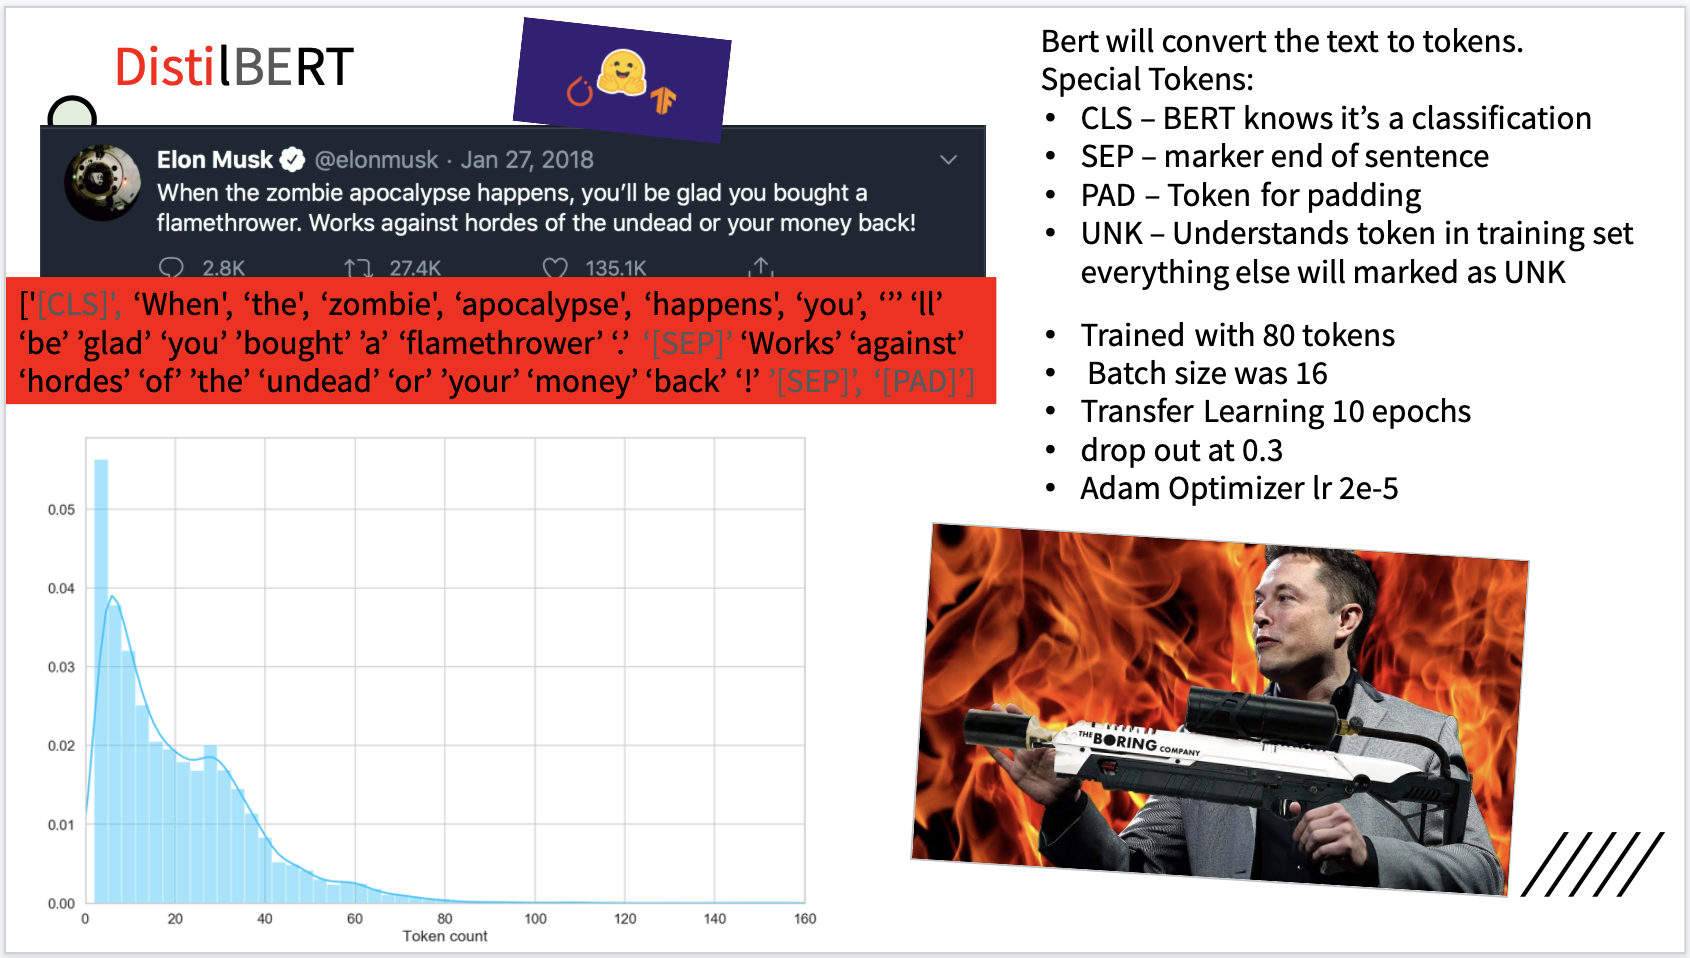 DistilBERT
Elon Musk @elonmusk · Jan 27, 2018
When the zombie apocalypse happens, you’ll be glad you bought a
flamethrower. Works against hordes of the undead or your money back!
2.8K 27.4K 135.1K
['[CLS]', ‘When', ‘the', ‘zombie', ‘apocalypse', ‘happens', ‘you’, ‘’’ ‘ll’
‘be’ ’glad’ ‘you’ ’bought’ ’a’ ‘flamethrower’ ‘.’ ‘[SEP]’ ‘Works’ ‘against’
‘hordes’ ‘of’ ’the’ ‘undead’ ‘or’ ’your’ ‘money’ ‘back’ ‘!’ ’[SEP]’, ‘[PAD]’]
0.05
0.04
0.03
0.02
0.01
0.00
0 20 40 60 80 100 120 140 160
Token count
Bert will convert the text to tokens.
Special Tokens:
• CLS – BERT knows it’s a classification
• SEP – marker end of sentence
• PAD – Token for padding
• UNK – Understands token in training set
everything else will marked as UNK
• Trained with 80 tokens
• Batch size was 16
• Transfer Learning 10 epochs
• drop out at 0.3
• Adam Optimizer lr 2e-5
THE BORING COMPANY